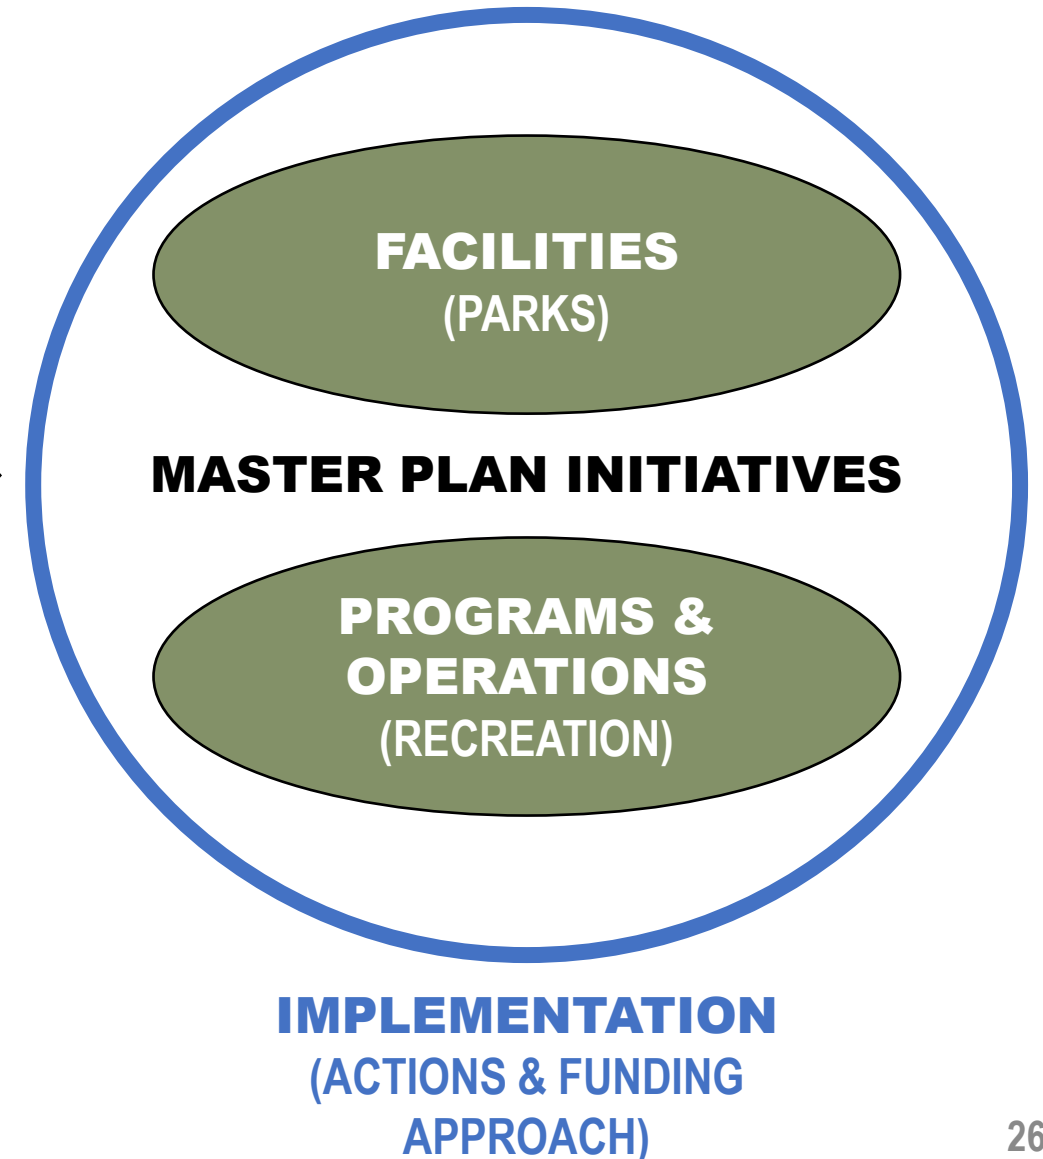 FACILITIES
(PARKS)
MASTER PLAN INITIATIVES
PROGRAMS &
OPERATIONS
(RECREATION)
IMPLEMENTATION
(ACTIONS & FUNDING
APPROACH)
26